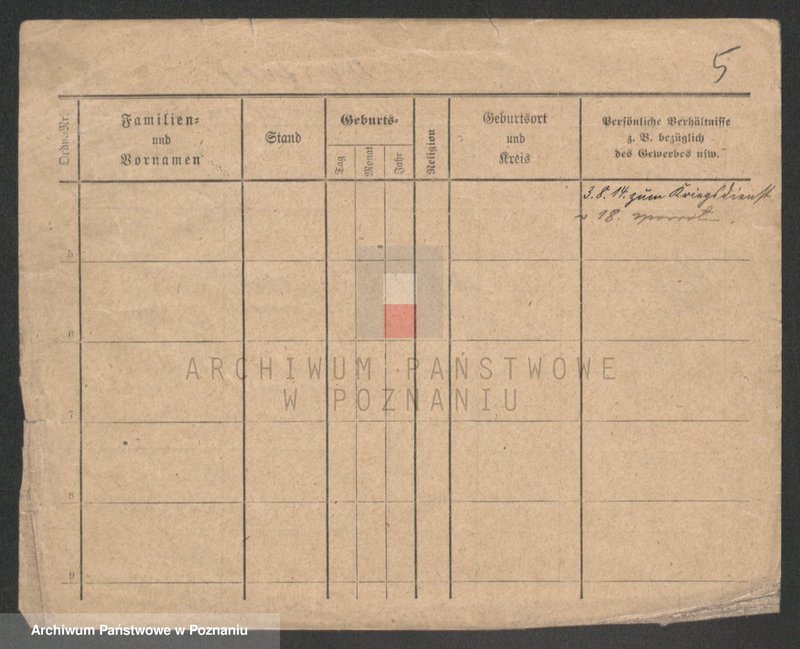 5
Ordn.-Nr.
Familien-
und
Vornamen
Stand
Geburts-
Tag
Monat
Jahr
Religion
Geburtsort
und
Kreis
Persönliche Verhältnisse
z. B. bezüglich
des Gewerbes usw.
3.8.14. zum Kriegsdienst
18.
5
6
7
8
9
ARCHIWUM PAŃSTWOWE
W POZNANIU
Archiwum Państwowe w Poznaniu